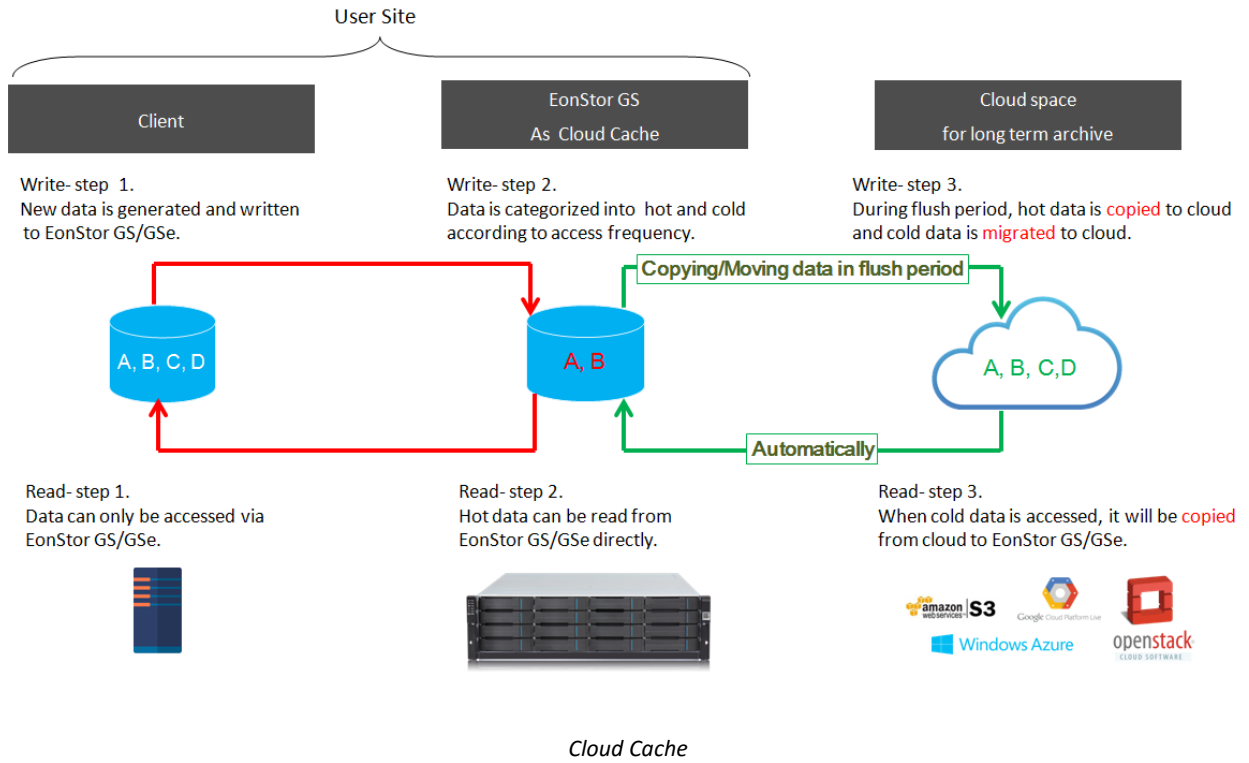 User Site
Client
EonStor GS
As Cloud Cache
Cloud space
for long term archive
Write- step 1.
New data is generated and written
to EonStor GS/GSe.
Write- step 2.
Data is categorized into hot and cold
according to access frequency.
Write- step 3.
During flush period, hot data is copied to cloud
and cold data is migrated to cloud.
Copying/Moving data in flush period
A, B, C, D
A, B
A, B, C,D
Automatically
Read- step 1.
Data can only be accessed via
EonStor GS/GSe.
Read- step 2.
Hot data can be read from
EonStor GS/GSe directly.
Read- step 3.
When cold data is accessed, it will be copied
from cloud to EonStor GS/GSe.
amazon
web services
S3
Google Cloud Platform Live
Windows Azure
openstack
CLOUD SOFTWARE
Cloud Cache